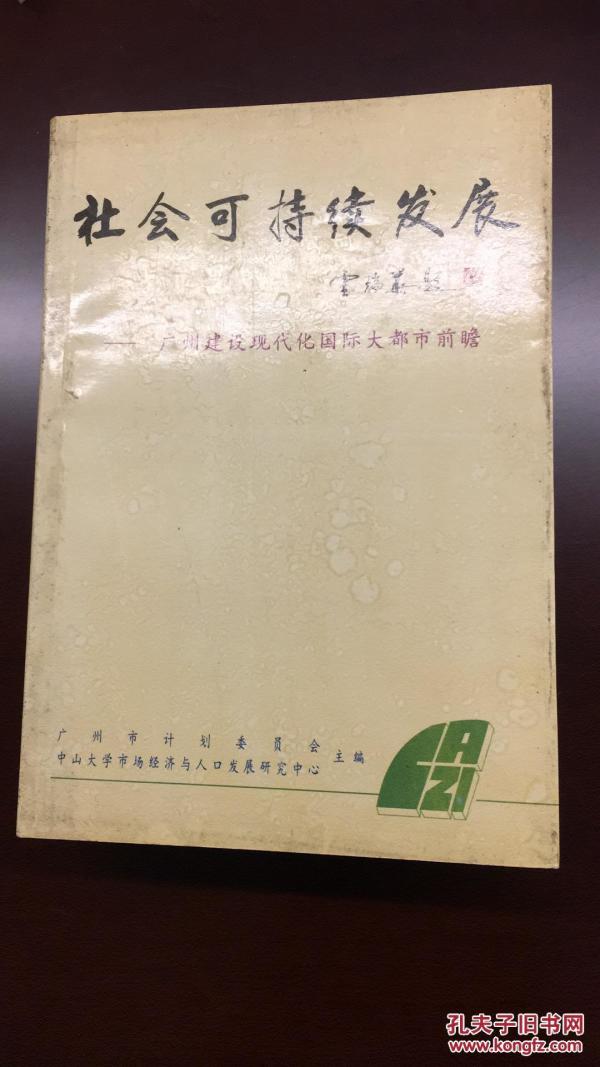 社会可持续发展
题
—— 广州建设现代化国际大都市前瞻
广州市计划委员会
中山大学市场经济与人口发展研究中心 主编
孔夫子旧书网
www.kongfz.com